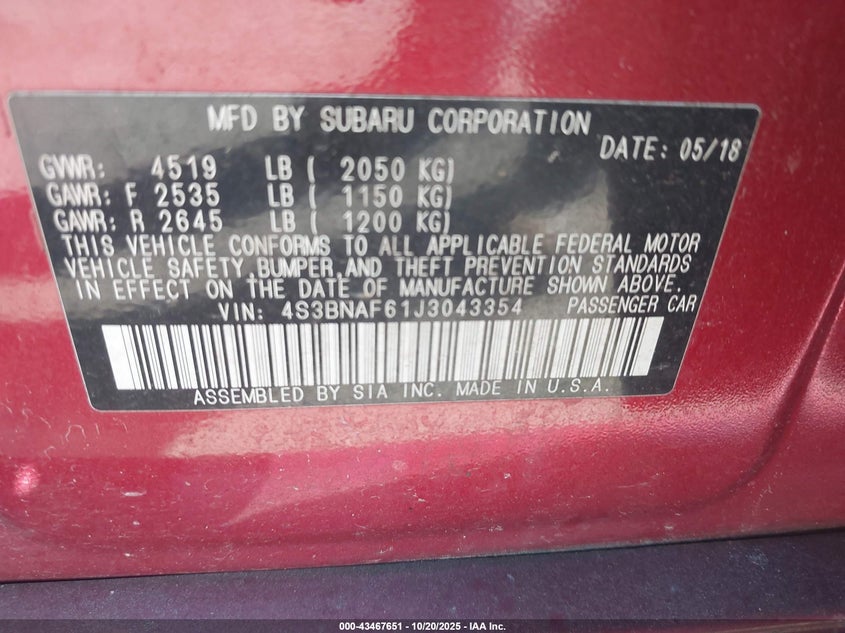 MFD BY SUBARU CORPORATION
DATE: 05/18
GVWR: 4519 LB ( 2050 KG)
GAWR: F 2535 LB ( 1150 KG)
GAWR: R 2645 LB ( 1200 KG)
THIS VEHICLE CONFORMS TO ALL APPLICABLE FEDERAL MOTOR
VEHICLE SAFETY,BUMPER,AND THEFT PREVENTION STANDARDS
IN EFFECT ON THE DATE OF MANUFACTURE SHOWN ABOVE.
VIN: 4S3BNAF61J3043354 PASSENGER CAR
ASSEMBLED BY SIA INC. MADE IN U.S.A.
000-43467651 | 10/20/2025 - IAA Inc.